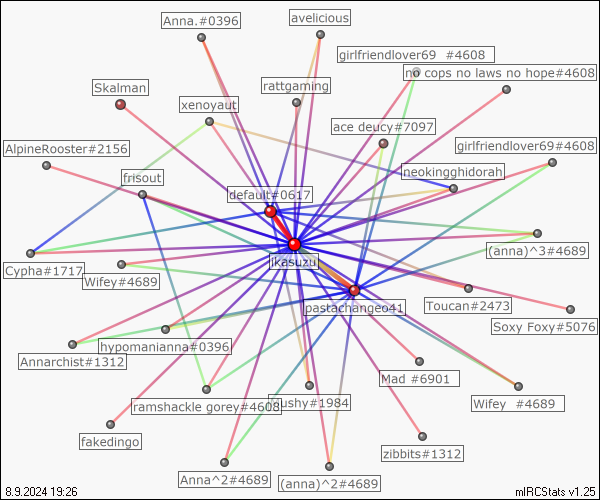 avelicious
Anna.#0396
girlfriendlover69  #4608
no cops no laws no hope#4608
Skalman
rattgaming
xenoyaut
ace deucy#7097
AlpineRooster#2156
girlfriendlover69#4608
frisout
neokingghidorah
default#0617
(anna)^3#4689
jkasuzu
Cypha#1717
Wifey#4689
Toucan#2473
pastachangeo41
Soxy Foxy#5076
hypomanianna#0396
Annarchist#1312
Mad #6901
ramshackle gorey#4608
ushy#1984
Wifey  #4689
fakedingo
zibbits#1312
Anna^2#4689
(anna)^2#4689
8.9.2024 19:26
mIRCStats v1.25